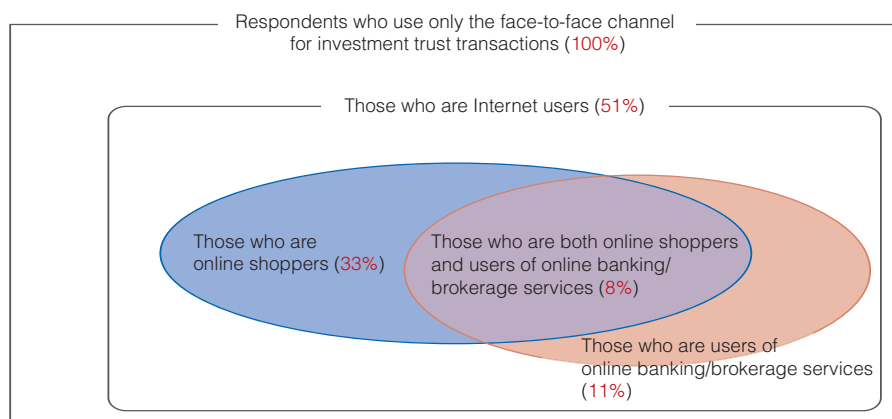 Respondents who use only the face-to-face channel
for investment trust transactions (100%)
Those who are Internet users (51%)
Those who are
online shoppers (33%)
Those who are both online shoppers
and users of online banking/
brokerage services (8%)
Those who are users of
online banking/brokerage services
(11%)